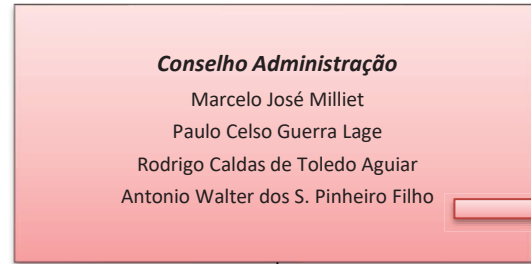 Conselho Administração
Marcelo José Milliet
Paulo Celso Guerra Lage
Rodrigo Caldas de Toledo Aguiar
Antonio Walter dos S. Pinheiro Filho